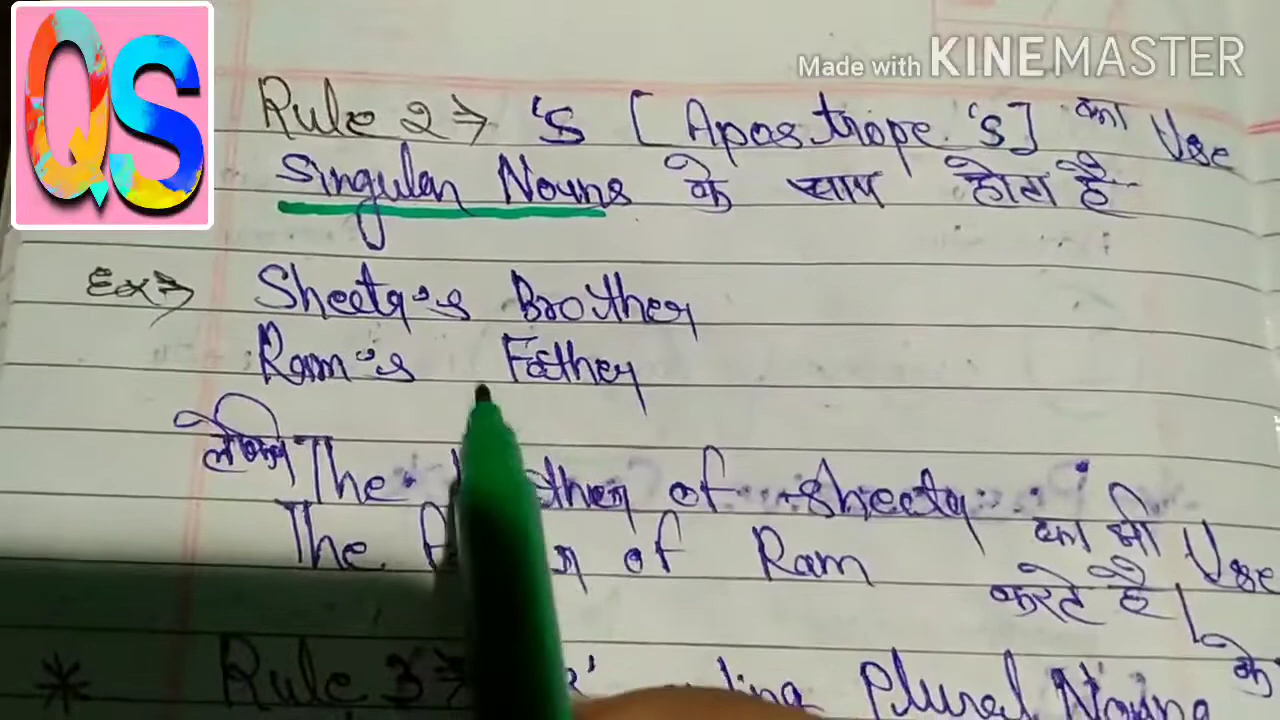 QS
Made with KINEMASTER
Rule 2 → 's [Apostrope 's] का Use
Singular Nouns के साथ होता है
Ex → Sheeta's Brother
Ram's Father
लेकिन The of Sheeta
The of Ram का भी Use
करते है।
* Rule 3 → Plural Nouns के